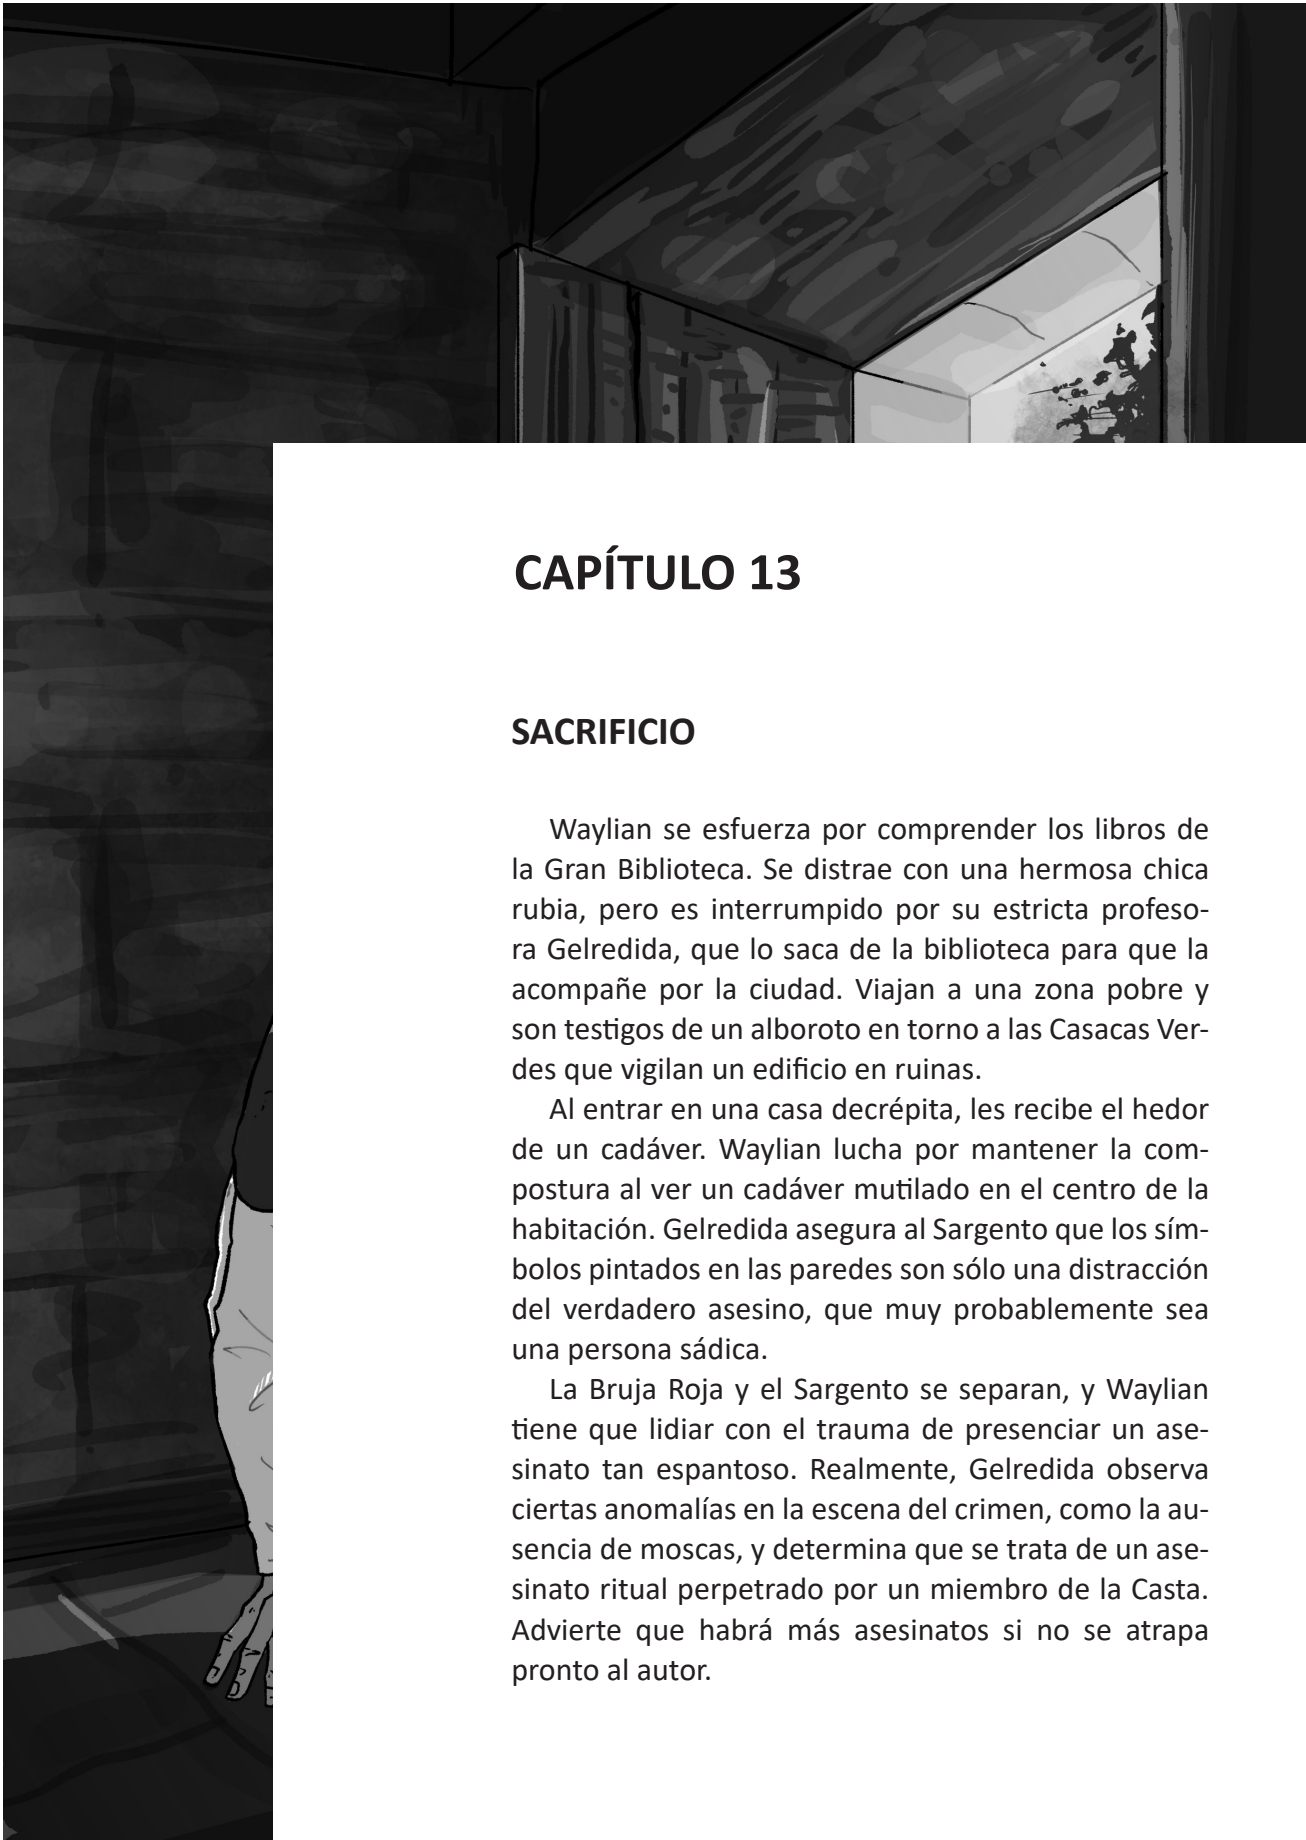 CAPÍTULO 13
SACRIFICIO
Waylian se esfuerza por comprender los libros de
la Gran Biblioteca. Se distrae con una hermosa chica
rubia, pero es interrumpido por su estricta profeso-
ra Gelredida, que lo saca de la biblioteca para que la
acompañe por la ciudad. Viajan a una zona pobre y
son testigos de un alboroto en torno a las Casacas Ver-
des que vigilan un edificio en ruinas.
Al entrar en una casa decrépita, les recibe el hedor
de un cadáver. Waylian lucha por mantener la com-
postura al ver un cadáver mutilado en el centro de la
habitación. Gelredida asegura al Sargento que los sím-
bolos pintados en las paredes son sólo una distracción
del verdadero asesino, que muy probablemente sea
una persona sádica.
La Bruja Roja y el Sargento se separan, y Waylian
tiene que lidiar con el trauma de presenciar un ase-
sinato tan espantoso. Realmente, Gelredida observa
ciertas anomalías en la escena del crimen, como la au-
sencia de moscas, y determina que se trata de un ase-
sinato ritual perpetrado por un miembro de la Casta.
Advierte que habrá más asesinatos si no se atrapa
pronto al autor.